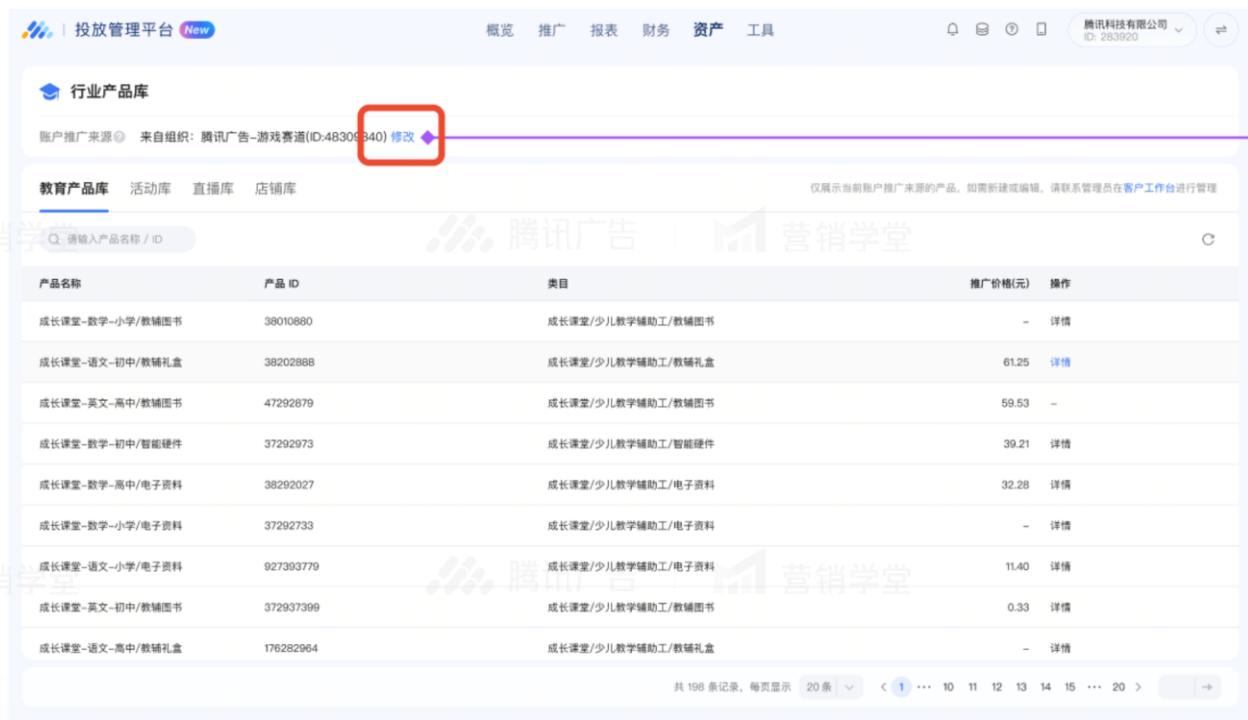 投放管理平台 New 概览 推广 报表 财务 资产 工具 腾讯科技有限公司
ID: 283920
行业产品库
账户推广来源 来自组织：腾讯广告-游戏赛道(ID:48309340) 修改
教育产品库 活动库 直播库 店铺库 仅展示当前账户推广来源的产品，如需新建或编辑，请联系管理员在客户工作台进行管理
请输入产品名称 / ID
腾讯广告 营销学堂
产品名称 产品 ID 类目 推广价格(元) 操作
成长课堂-数学-小学/教辅图书 38010880 成长课堂/少儿教学辅助工/教辅图书 - 详情
成长课堂-语文-初中/教辅礼盒 38202888 成长课堂/少儿教学辅助工/教辅礼盒 61.25 详情
成长课堂-英文-高中/教辅图书 47292879 成长课堂/少儿教学辅助工/教辅图书 59.53 -
成长课堂-数学-初中/智能硬件 37292973 成长课堂/少儿教学辅助工/智能硬件 39.21 详情
成长课堂-数学-高中/电子资料 38292027 成长课堂/少儿教学辅助工/电子资料 32.28 详情
成长课堂-数学-小学/电子资料 37292733 成长课堂/少儿教学辅助工/电子资料 - 详情
成长课堂-语文-小学/电子资料 927393779 成长课堂/少儿教学辅助工/电子资料 11.40 详情
学堂 腾讯广告 营销学堂
成长课堂-英文-初中/教辅图书 372937399 成长课堂/少儿教学辅助工/教辅图书 0.33 详情
成长课堂-语文-高中/教辅礼盒 176282964 成长课堂/少儿教学辅助工/教辅礼盒 - 详情
共 198 条记录，每页显示 20 条 1 ··· 10 11 12 13 14 15 ··· 20